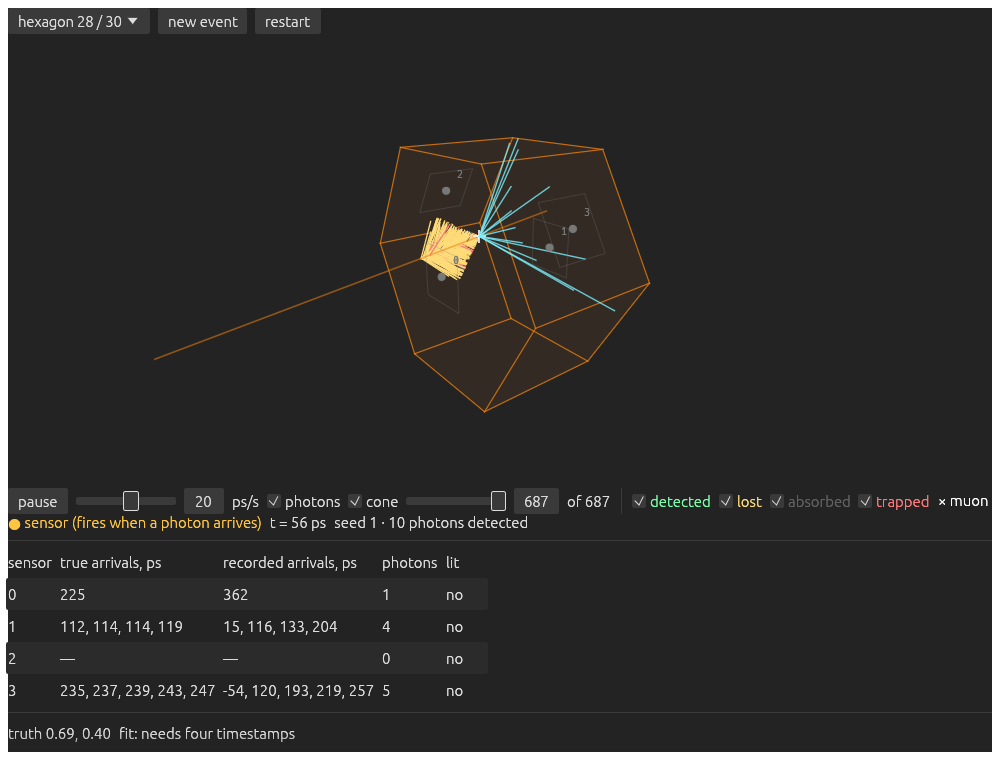 hexagon 28 / 30 new event restart
2
3
1
0
pause 20 ps/s photons cone 687 of 687 detected lost absorbed trapped × muon
sensor (fires when a photon arrives) t = 56 ps seed 1 · 10 photons detected
sensor true arrivals, ps recorded arrivals, ps photons lit
0 225 362 1 no
1 112, 114, 114, 119 15, 116, 133, 204 4 no
2 — — 0 no
3 235, 237, 239, 243, 247 -54, 120, 193, 219, 257 5 no
truth 0.69, 0.40 fit: needs four timestamps